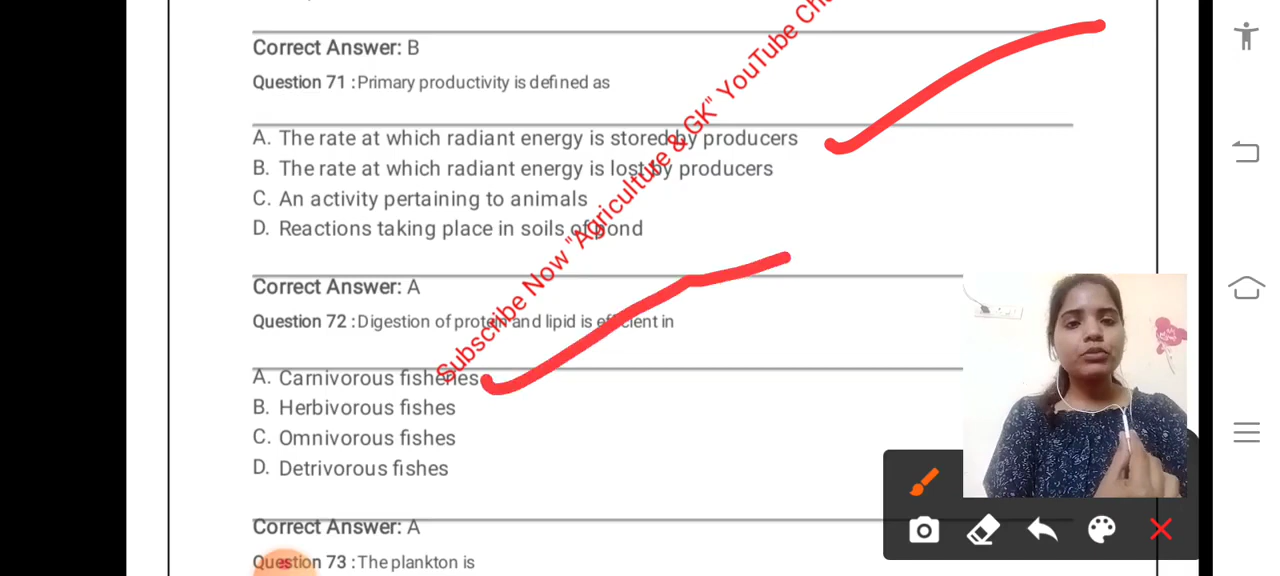 Correct Answer: B
Question 71 : Primary productivity is defined as
A. The rate at which radiant energy is stored by producers
B. The rate at which radiant energy is lost by producers
C. An activity pertaining to animals
D. Reactions taking place in soils of pond
Correct Answer: A
Question 72 : Digestion of protein and lipid is efficient in
A. Carnivorous fisheries
B. Herbivorous fishes
C. Omnivorous fishes
D. Detrivorous fishes
Correct Answer: A
Question 73 : The plankton is
Subscribe Now "Agriculture & GK" YouTube